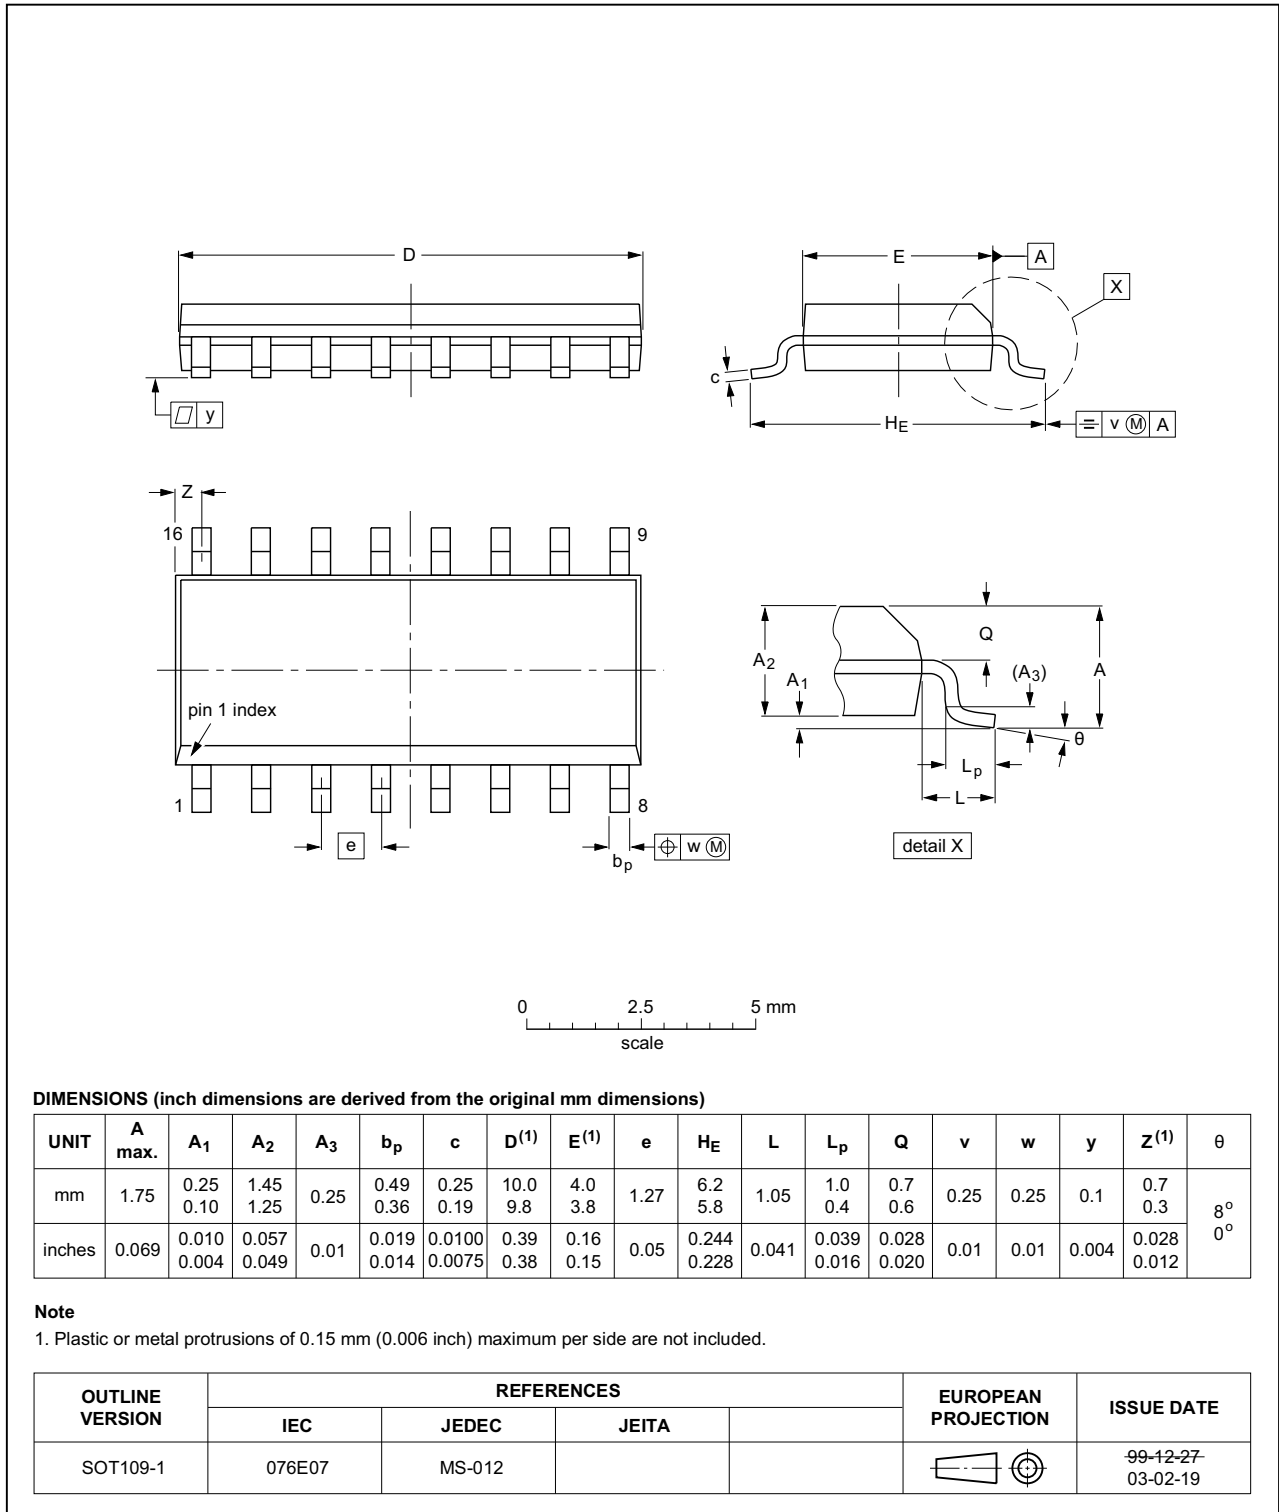 D
E
A
X
c
y
HE
v M A
Z
16
9
pin 1 index
1
8
e
bp
w M
A2
A1
Q
(A3)
A
θ
Lp
L
detail X
0 2.5 5 mm
scale
DIMENSIONS (inch dimensions are derived from the original mm dimensions)
UNIT A max. A1 A2 A3 bp c D(1) E(1) e HE L Lp Q v w y Z(1) θ
mm 1.75 0.25 0.10 1.45 1.25 0.25 0.49 0.36 0.25 0.19 10.0 9.8 4.0 3.8 1.27 6.2 5.8 1.05 1.0 0.4 0.7 0.6 0.25 0.25 0.1 0.7 0.3 8° 0°
inches 0.069 0.010 0.004 0.057 0.049 0.01 0.019 0.014 0.0100 0.0075 0.39 0.38 0.16 0.15 0.05 0.244 0.228 0.041 0.039 0.016 0.028 0.020 0.01 0.01 0.004 0.028 0.012
Note
1. Plastic or metal protrusions of 0.15 mm (0.006 inch) maximum per side are not included.
OUTLINE VERSION REFERENCES EUROPEAN PROJECTION ISSUE DATE
IEC JEDEC JEITA
SOT109-1 076E07 MS-012 99-12-27
03-02-19